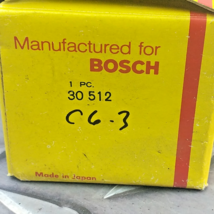 Manufactured for
BOSCH
1 PC.
30 512
C6-3
Made in Japan